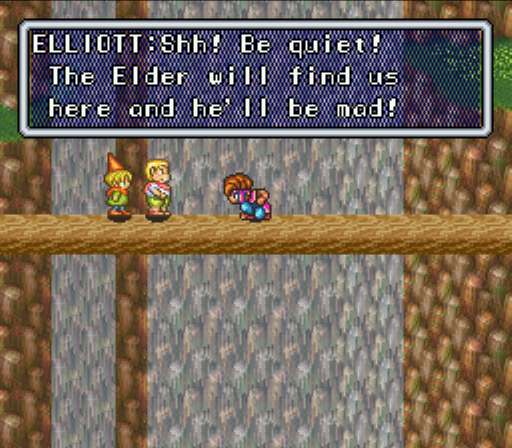 ELLIOTT:Shh! Be quiet!
The Elder will find us
here and he'll be mad!